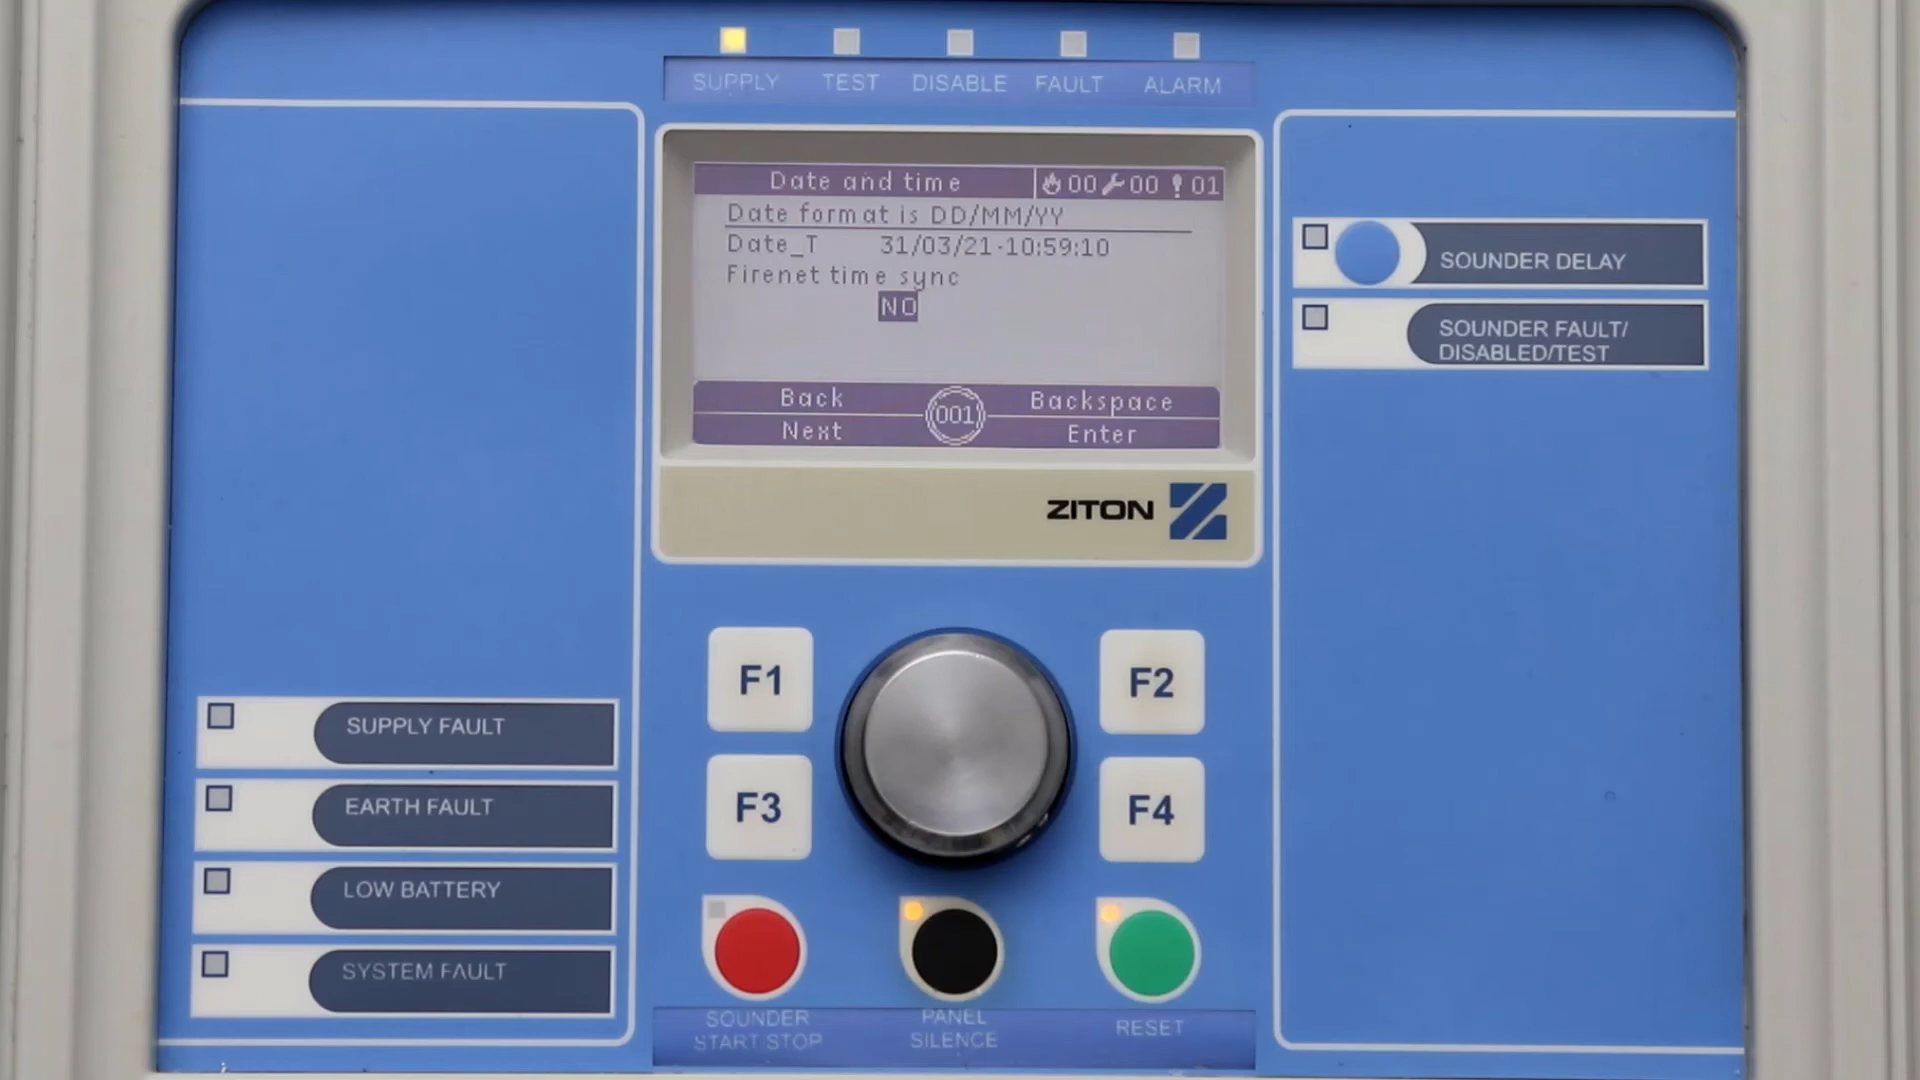 SUPPLY TEST DISABLE FAULT ALARM
Date and time 00 00 01
Date format is DD/MM/YY
Date_T 31/03/21-10:59:10
Firenet time sync
NO
Back 001 Backspace
Next Enter
ZITON
SOUNDER DELAY
SOUNDER FAULT/
DISABLED/TEST
F1 F2
F3 F4
SUPPLY FAULT
EARTH FAULT
LOW BATTERY
SYSTEM FAULT
SOUNDER
START STOP
PANEL
SILENCE
RESET